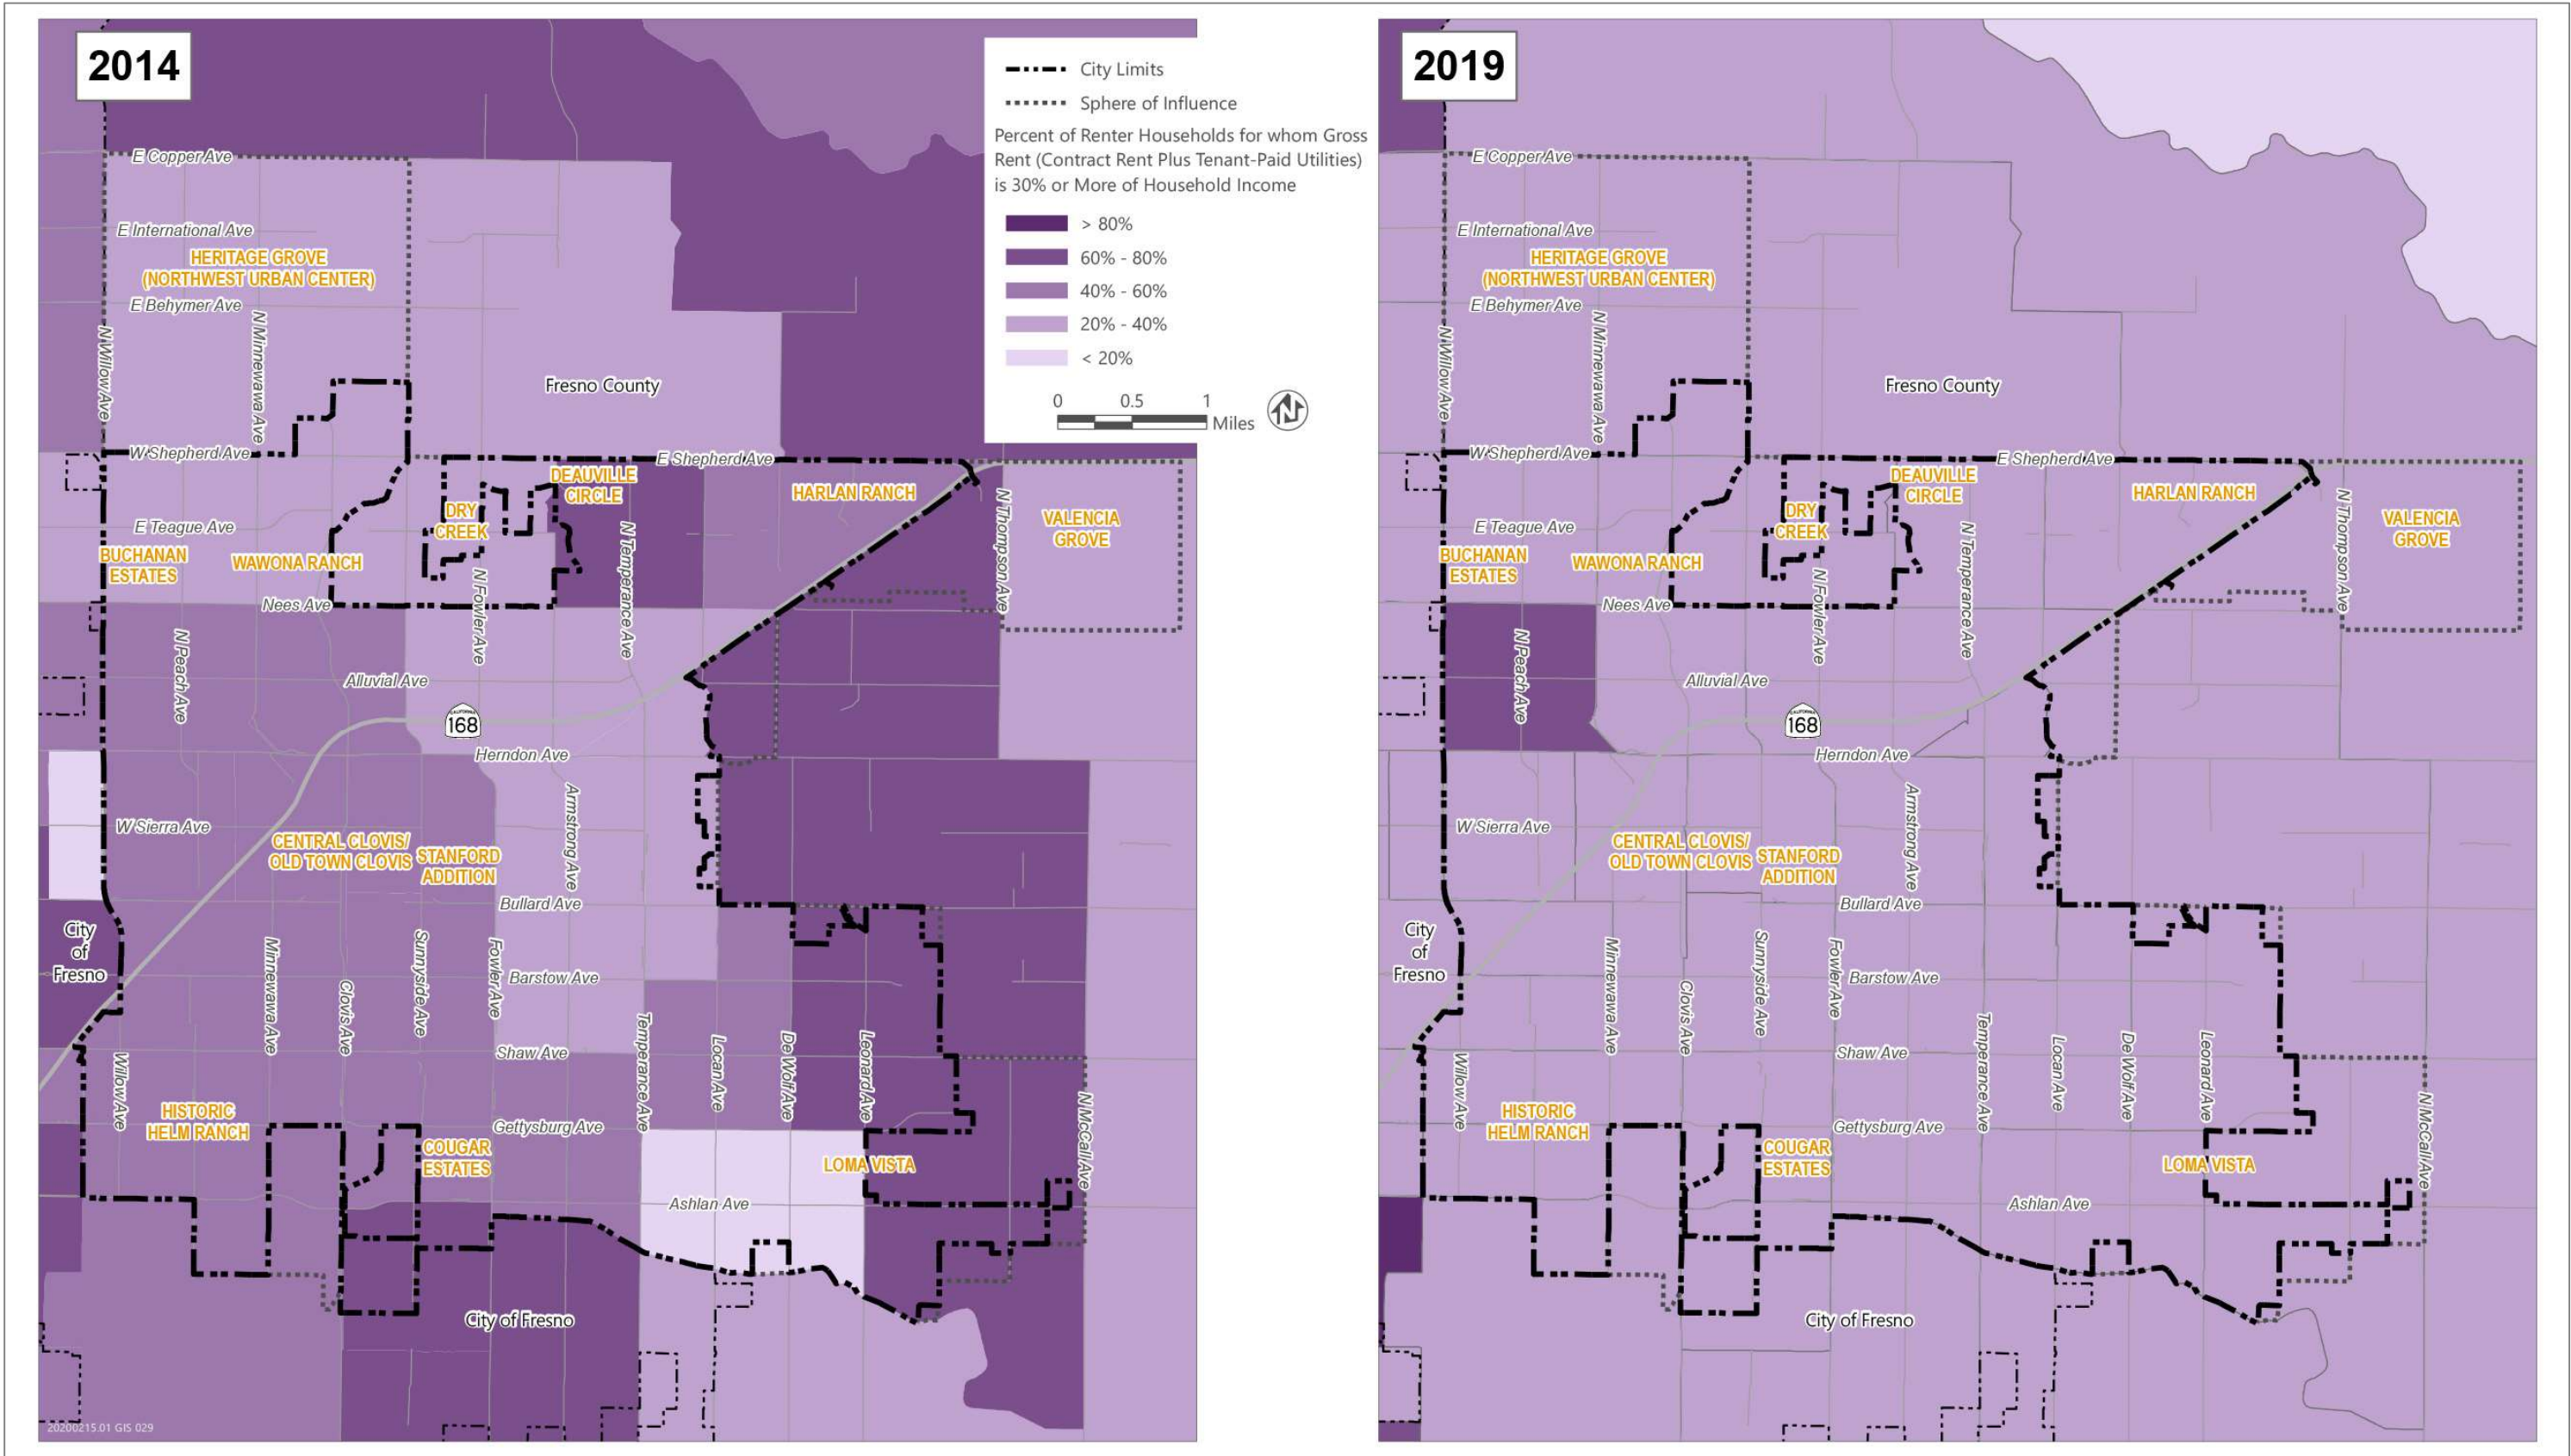 2014
E Copper Ave
E International Ave
HERITAGE GROVE
(NORTHWEST URBAN CENTER)
E Behymer Ave
N Willow Ave
N Minnewawa Ave
Fresno County
W Shepherd Ave
E Shepherd Ave
DEAUVILLE
CIRCLE
HARLAN RANCH
DRY
CREEK
N Thompson Ave
VALENCIA
GROVE
E Teague Ave
BUCHANAN
ESTATES
WAWONA RANCH
N Temperance Ave
Nees Ave
N Fowler Ave
N Peach Ave
Alluvial Ave
CALIFORNIA
168
Herndon Ave
Armstrong Ave
W Sierra Ave
CENTRAL CLOVIS/
OLD TOWN CLOVIS
STANFORD
ADDITION
Bullard Ave
City
of
Fresno
Minnewawa Ave
Clovis Ave
Sunnyside Ave
Fowler Ave
Barstow Ave
Shaw Ave
Temperance Ave
Locan Ave
De Wolf Ave
Leonard Ave
N McCall Ave
Willow Ave
HISTORIC
HELM RANCH
Gettysburg Ave
COUGAR
ESTATES
LOMA VISTA
Ashlan Ave
City of Fresno
20200215.01 GIS 029
City Limits
Sphere of Influence
Percent of Renter Households for whom Gross
Rent (Contract Rent Plus Tenant-Paid Utilities)
is 30% or More of Household Income
> 80%
60% - 80%
40% - 60%
20% - 40%
< 20%
0 0.5 1
Miles
N
2019
E Copper Ave
E International Ave
HERITAGE GROVE
(NORTHWEST URBAN CENTER)
E Behymer Ave
N Willow Ave
N Minnewawa Ave
Fresno County
W Shepherd Ave
E Shepherd Ave
DEAUVILLE
CIRCLE
HARLAN RANCH
DRY
CREEK
N Thompson Ave
VALENCIA
GROVE
E Teague Ave
BUCHANAN
ESTATES
WAWONA RANCH
N Temperance Ave
Nees Ave
N Fowler Ave
N Peach Ave
Alluvial Ave
CALIFORNIA
168
Herndon Ave
Armstrong Ave
W Sierra Ave
CENTRAL CLOVIS/
OLD TOWN CLOVIS
STANFORD
ADDITION
Bullard Ave
City
of
Fresno
Minnewawa Ave
Clovis Ave
Sunnyside Ave
Fowler Ave
Barstow Ave
Shaw Ave
Temperance Ave
Locan Ave
De Wolf Ave
Leonard Ave
N McCall Ave
Willow Ave
HISTORIC
HELM RANCH
Gettysburg Ave
COUGAR
ESTATES
LOMA VISTA
Ashlan Ave
City of Fresno